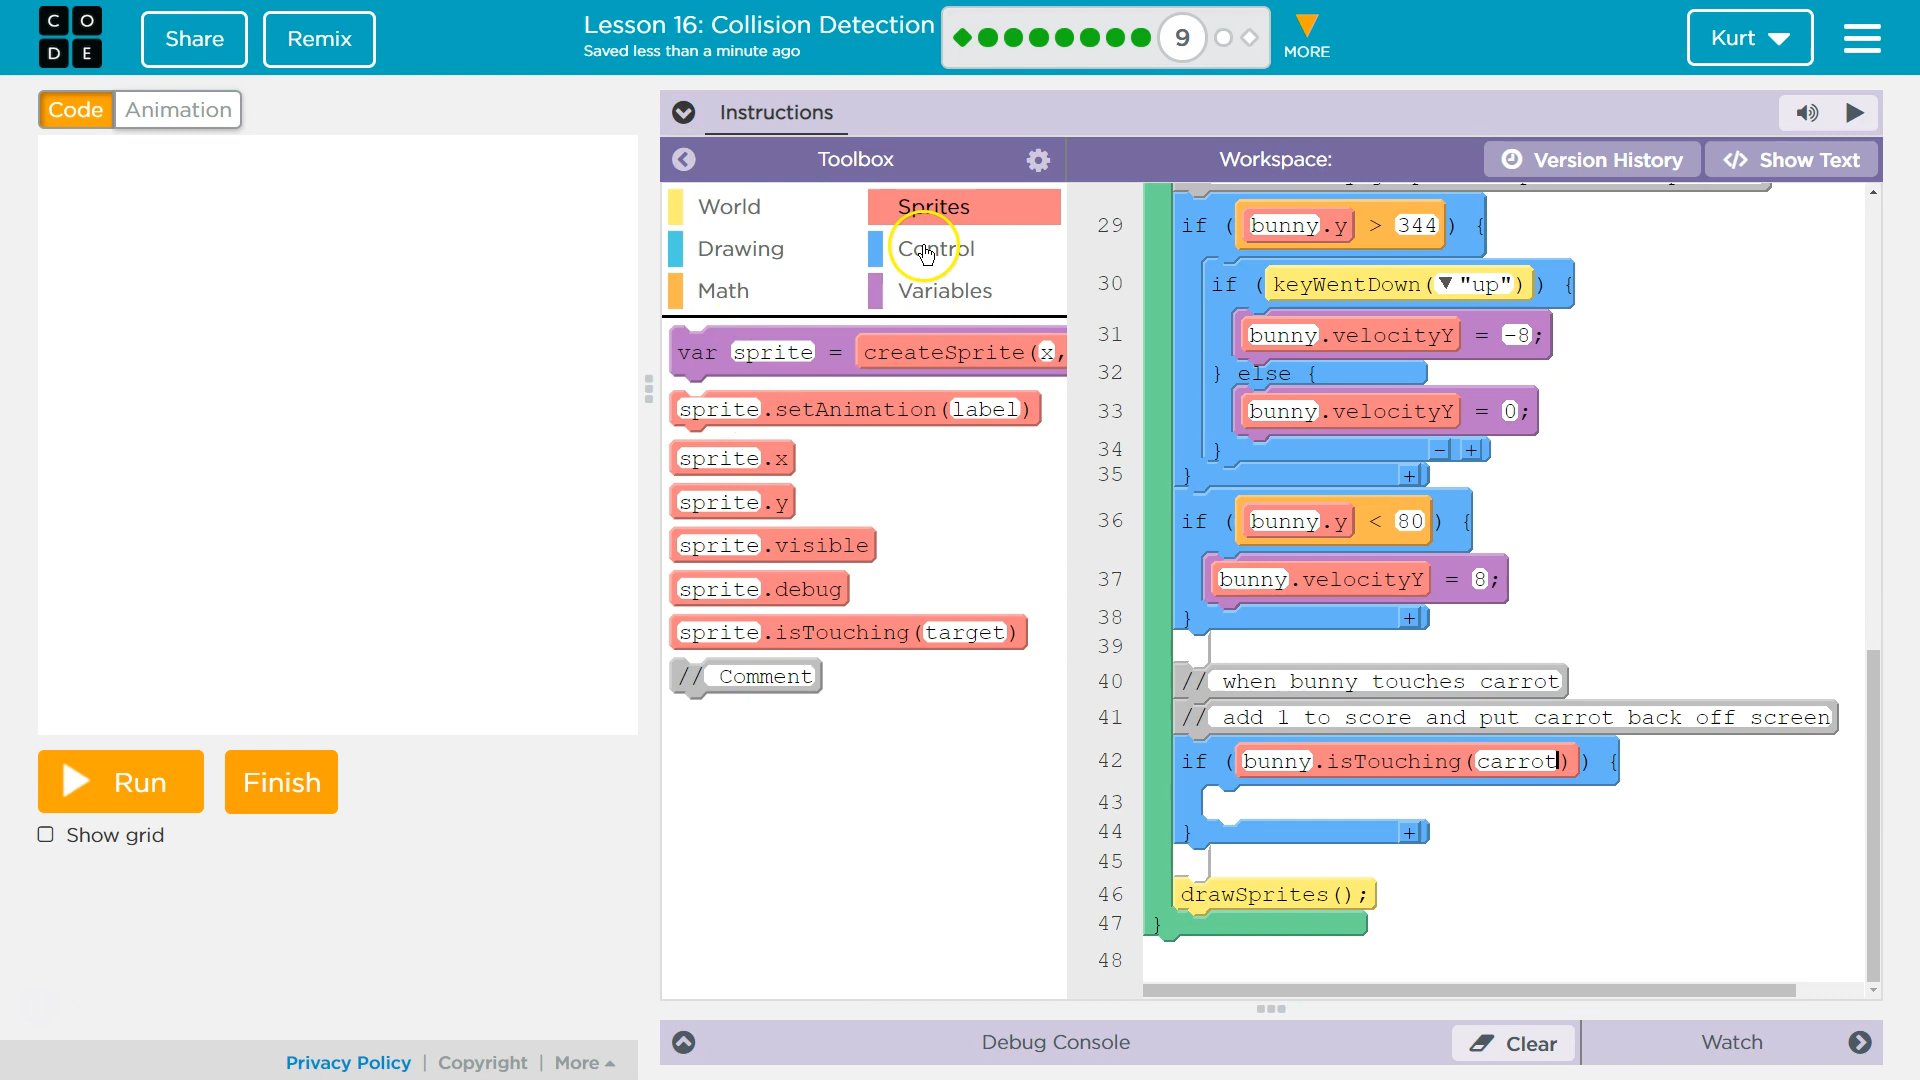 C O
D E
Share
Remix
Lesson 16: Collision Detection
Saved less than a minute ago
9
MORE
Kurt
Code
Animation
Instructions
Toolbox
Workspace:
Version History
</> Show Text
World
Sprites
Drawing
Control
Math
Variables
var sprite = createSprite(x,
sprite.setAnimation(label)
sprite.x
sprite.y
sprite.visible
sprite.debug
sprite.isTouching(target)
// Comment
29 if (bunny.y > 344) {
30 if (keyWentDown(▼ "up")) {
31 bunny.velocityY = -8;
32 } else {
33 bunny.velocityY = 0;
34 } - +
35 } +
36 if (bunny.y < 80) {
37 bunny.velocityY = 8;
38 } +
39
40 // when bunny touches carrot
41 // add 1 to score and put carrot back off screen
42 if (bunny.isTouching(carrot)) {
43
44 } +
45
46 drawSprites();
47 }
48
Run
Finish
Show grid
Privacy Policy | Copyright | More
Debug Console
Clear
Watch